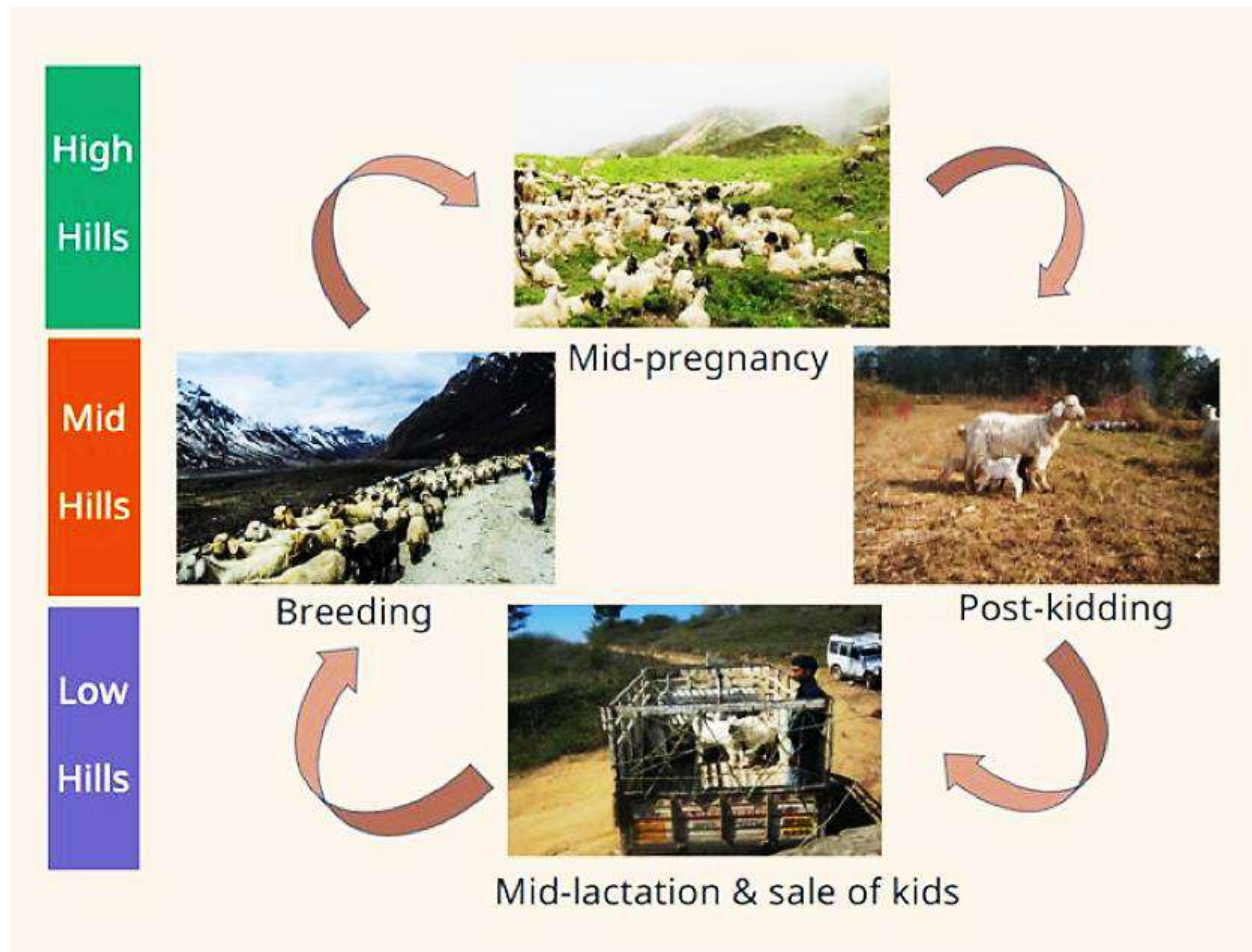 High
Hills
Mid-pregnancy
Mid
Hills
Breeding
Post-kidding
Low
Hills
Mid-lactation & sale of kids